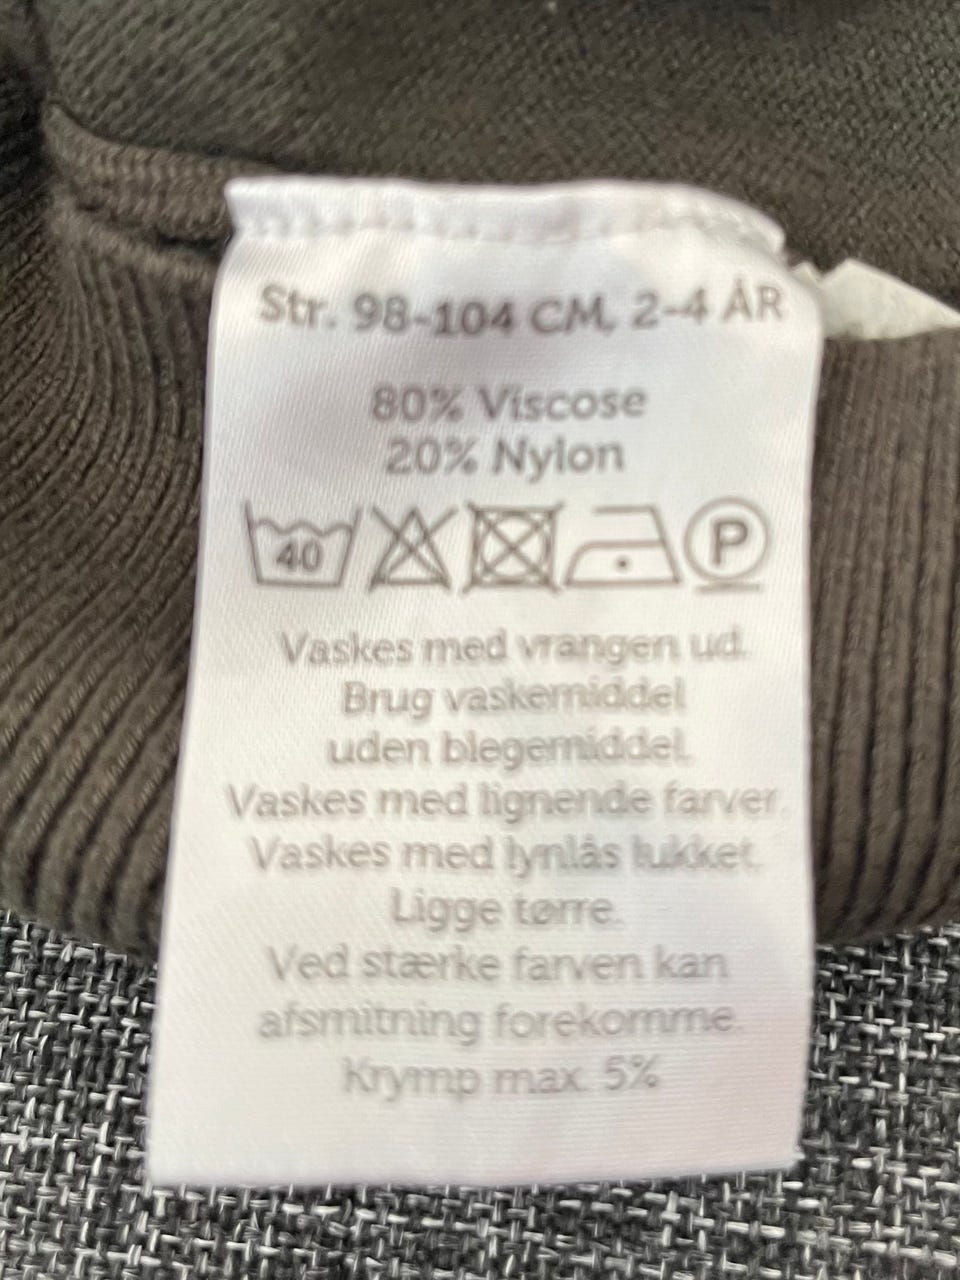 Str. 98-104 CM, 2-4 ÅR
80% Viscose
20% Nylon
40 P
Vaskes med vrangen ud.
Brug vaskemiddel
uden blegemiddel.
Vaskes med lignende farver.
Vaskes med lynlås lukket.
Ligge tørre.
Ved stærke farven kan
afsmitning forekomme.
Krymp max. 5%